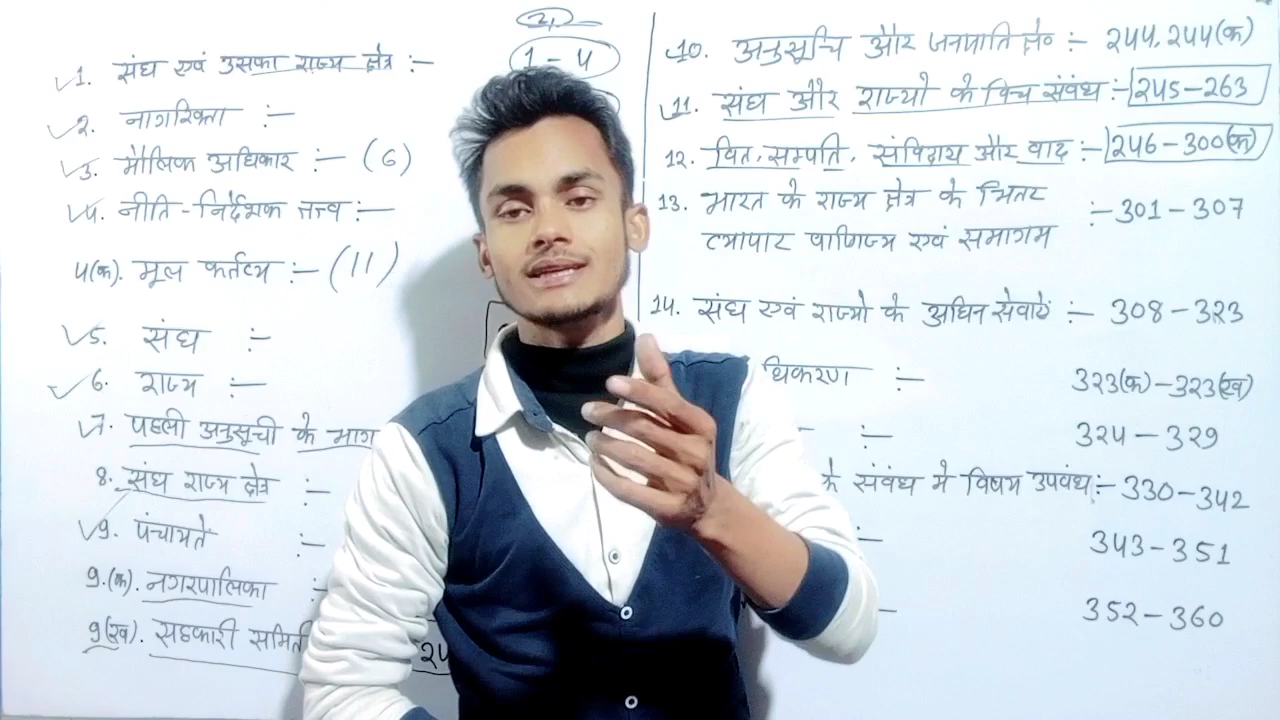 1. संघ एवं उसका राज्य क्षेत्र :- 1 - 4
2. नागरिक्ता :-
3. मौलिक अधिकार :- (6)
4. नीति - निर्देशक तत्त्व :-
4(क). मूल कर्तव्य :- (11)
5. संघ :-
6. राज्य :-
7. पहली अनुसूची के भाग
8. संघ राज्य क्षेत्र :-
9. पंचायते :-
9.(क). नगरपालिका :-
9(ख). सहकारी समिती
10. अनुसूचि और जनजाति क्षे० :- 244, 244(क)
11. संघ और राज्यो के विच संबंध :- 245-263
12. वित, सम्पति, संविदाय और वाद :- 246-300(क)
13. भारत के राज्य क्षेत्र के भितर
व्यापार वाणिज्य एवं समागम :- 301 - 307
14. संघ एवं राज्यो के अधिन सेवायें :- 308 - 323
धिकरण :- 323(क) - 323(ख)
:- 324 - 329
के संबंध मे विषय उपबंध :- 330-342
343-351
352-360